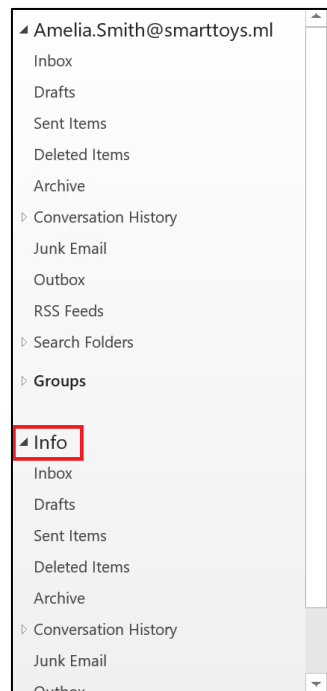 Amelia.Smith@smarttoys.ml
Inbox
Drafts
Sent Items
Deleted Items
Archive
Conversation History
Junk Email
Outbox
RSS Feeds
Search Folders
Groups
Info
Inbox
Drafts
Sent Items
Deleted Items
Archive
Conversation History
Junk Email
Outbox